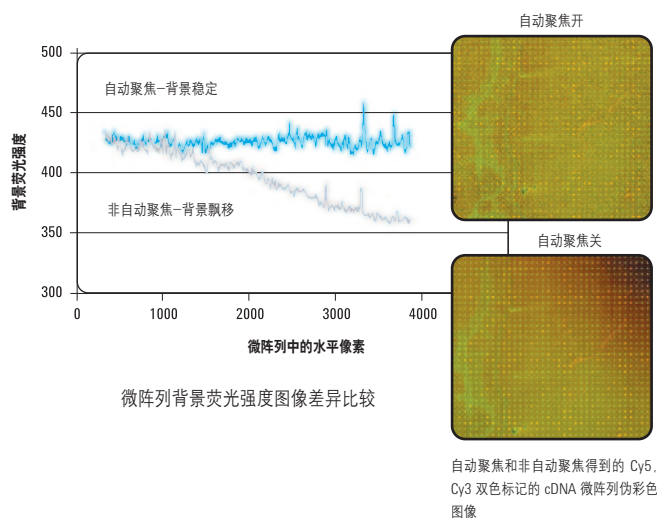 自动聚焦开
500
自动聚焦–背景稳定
450
背景荧光强度
400
非自动聚焦–背景飘移
350
自动聚焦关
300
0 1000 2000 3000 4000
微阵列中的水平像素
微阵列背景荧光强度图像差异比较
自动聚焦和非自动聚焦得到的 Cy5,
Cy3 双色标记的 cDNA 微阵列伪彩色
图像